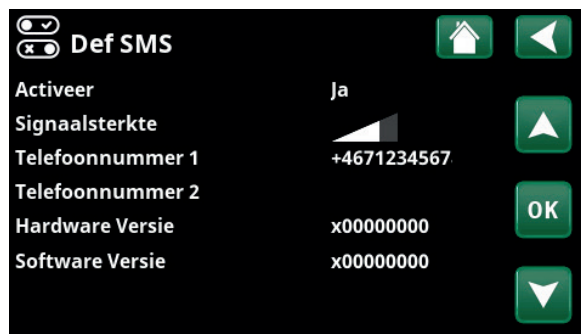 Def SMS
Activeer Ja
Signaalsterkte
Telefoonnummer 1 +4671234567
Telefoonnummer 2
OK
Hardware Versie x00000000
Software Versie x00000000